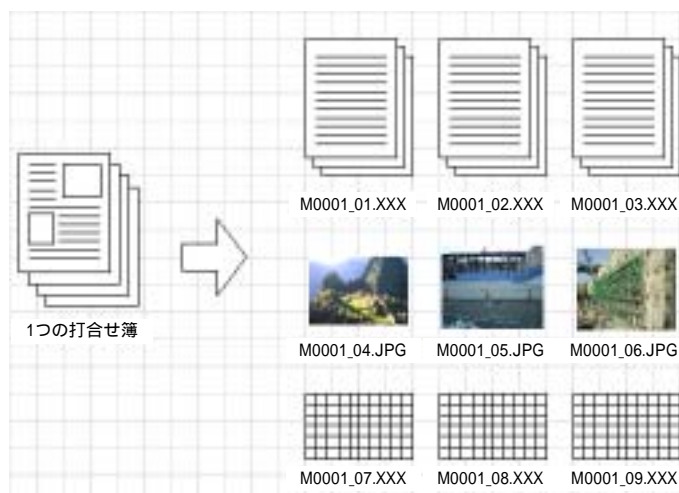 M0001_01.XXX M0001_02.XXX M0001_03.XXX
1つの打合せ簿
M0001_04.JPG M0001_05.JPG M0001_06.JPG
M0001_07.XXX M0001_08.XXX M0001_09.XXX